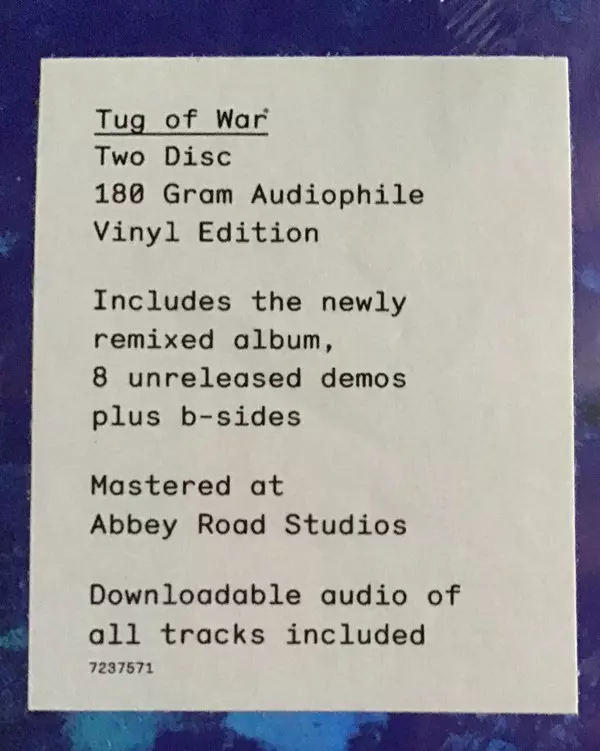 Tug of War
Two Disc
180 Gram Audiophile
Vinyl Edition
Includes the newly
remixed album,
8 unreleased demos
plus b-sides
Mastered at
Abbey Road Studios
Downloadable audio of
all tracks included
7237571